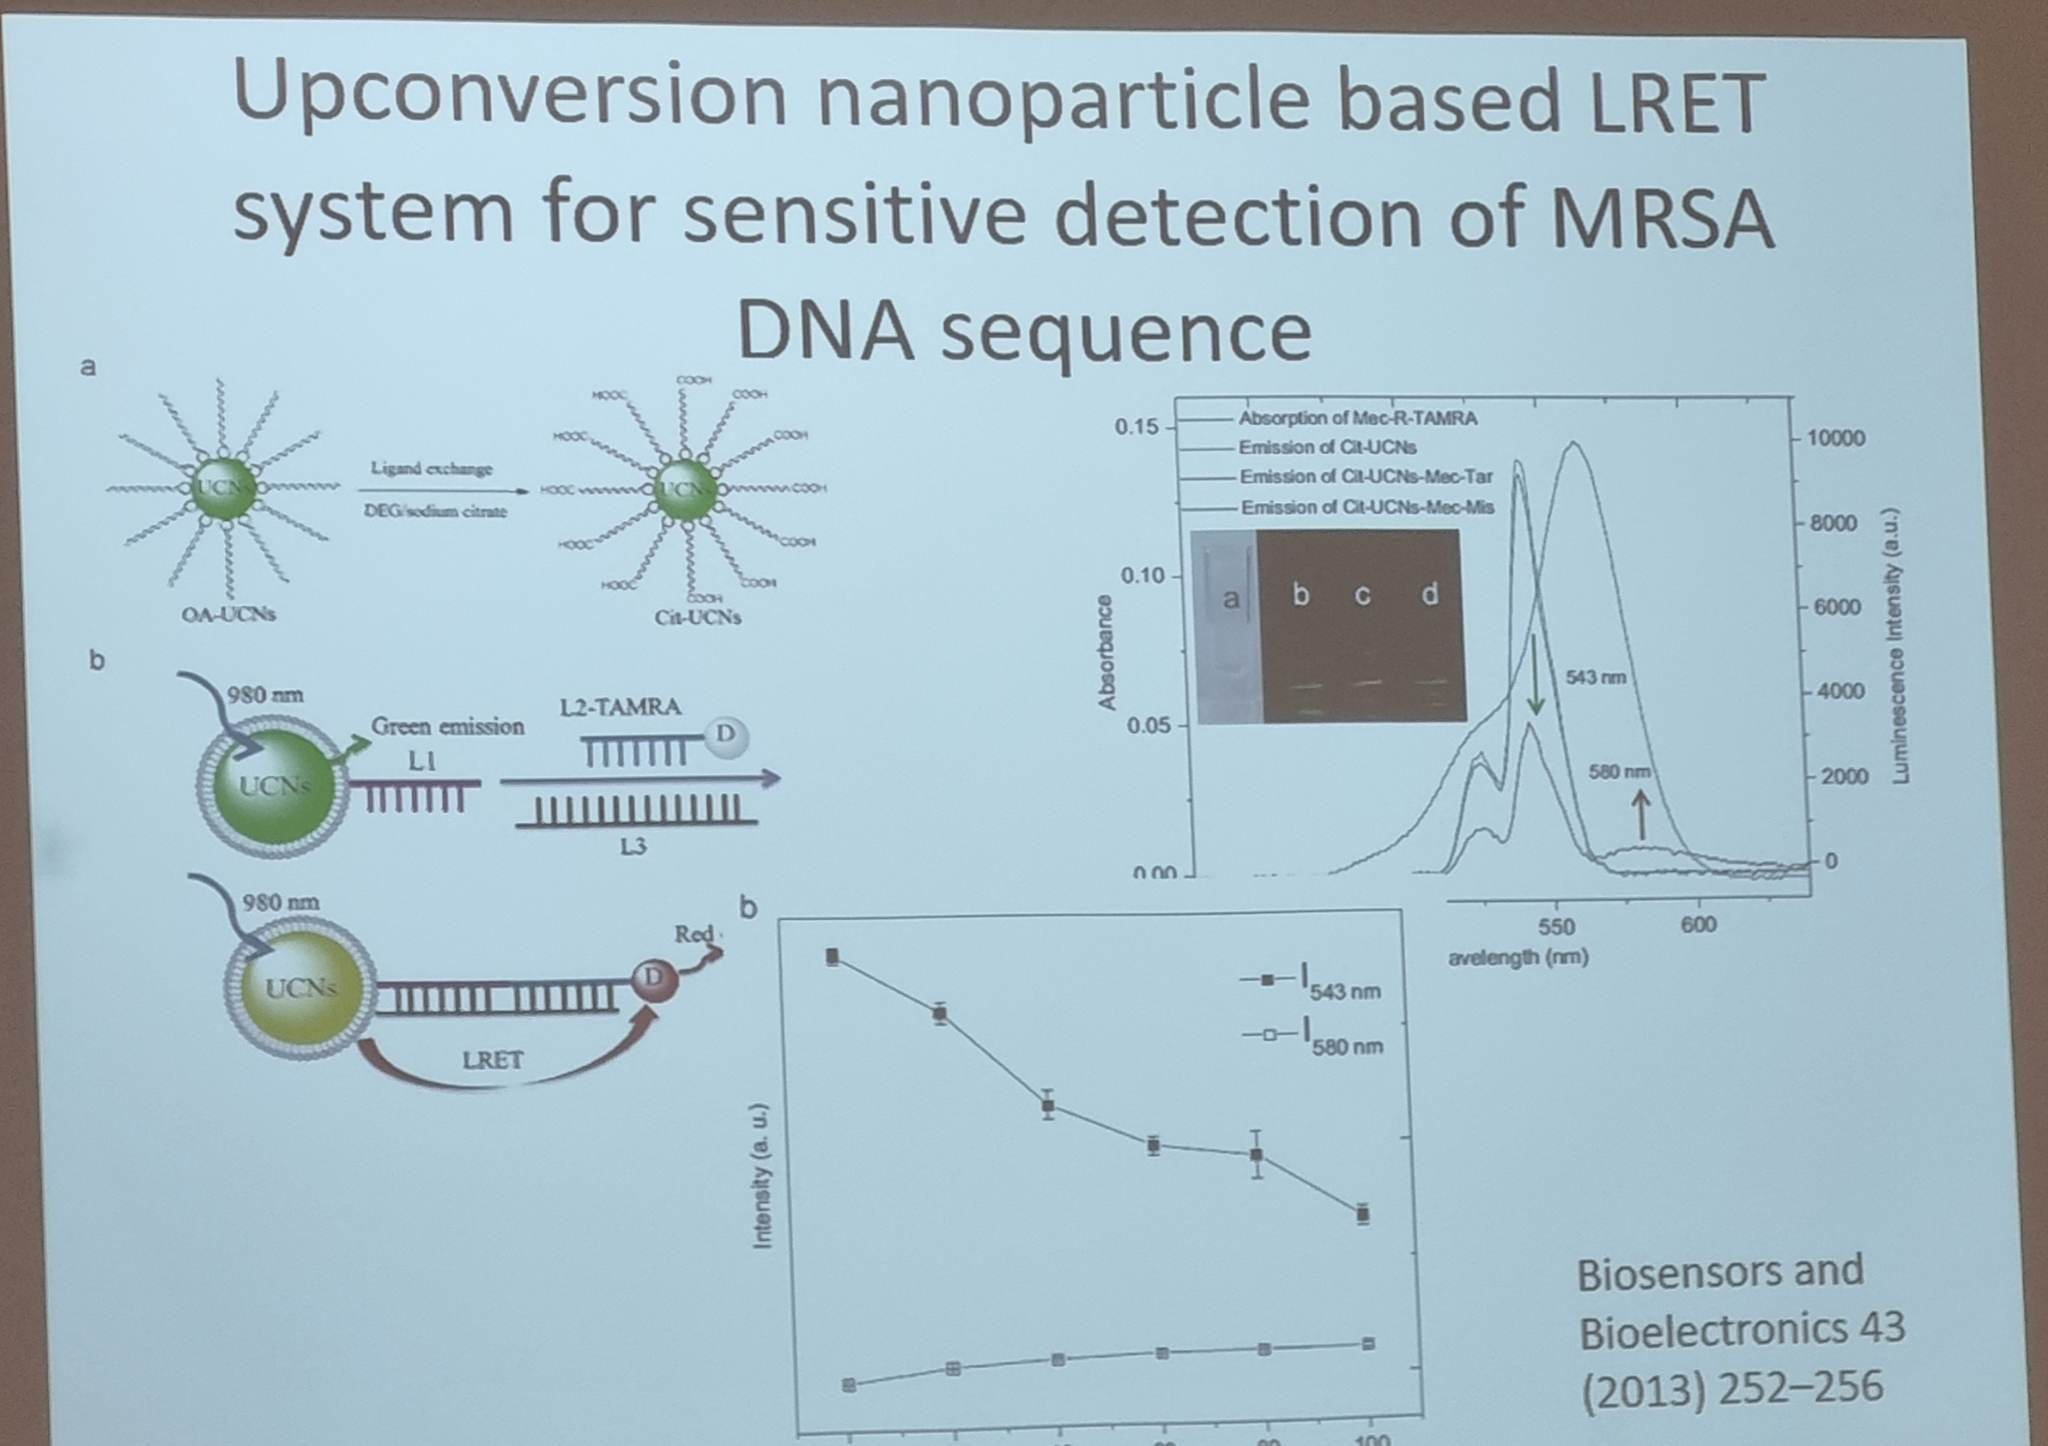 Upconversion nanoparticle based LRET
system for sensitive detection of MRSA
DNA sequence
a
COOH
HOOC
COOH
HOOC
COOH
UCNs
Ligand exchange
DEG/sodium citrate
HOOC
UCNs
COOH
HOOC
COOH
HOOC
COOH
COOH
OA-UCNs
Cit-UCNs
b
980 nm
Green emission
L2-TAMRA
D
L1
UCNs
L3
980 nm
Red
UCNs
D
LRET
0.15
0.10
0.05
0.00
Absorbance
Absorption of Mec-R-TAMRA
Emission of Cit-UCNs
Emission of Cit-UCNs-Mec-Tar
Emission of Cit-UCNs-Mec-Mis
a b c d
543 nm
580 nm
10000
8000
6000
4000
2000
0
Luminescence Intensity (a.u.)
550 600
avelength (nm)
b
I 543 nm
I 580 nm
Intensity (a. u.)
100
Biosensors and
Bioelectronics 43
(2013) 252–256